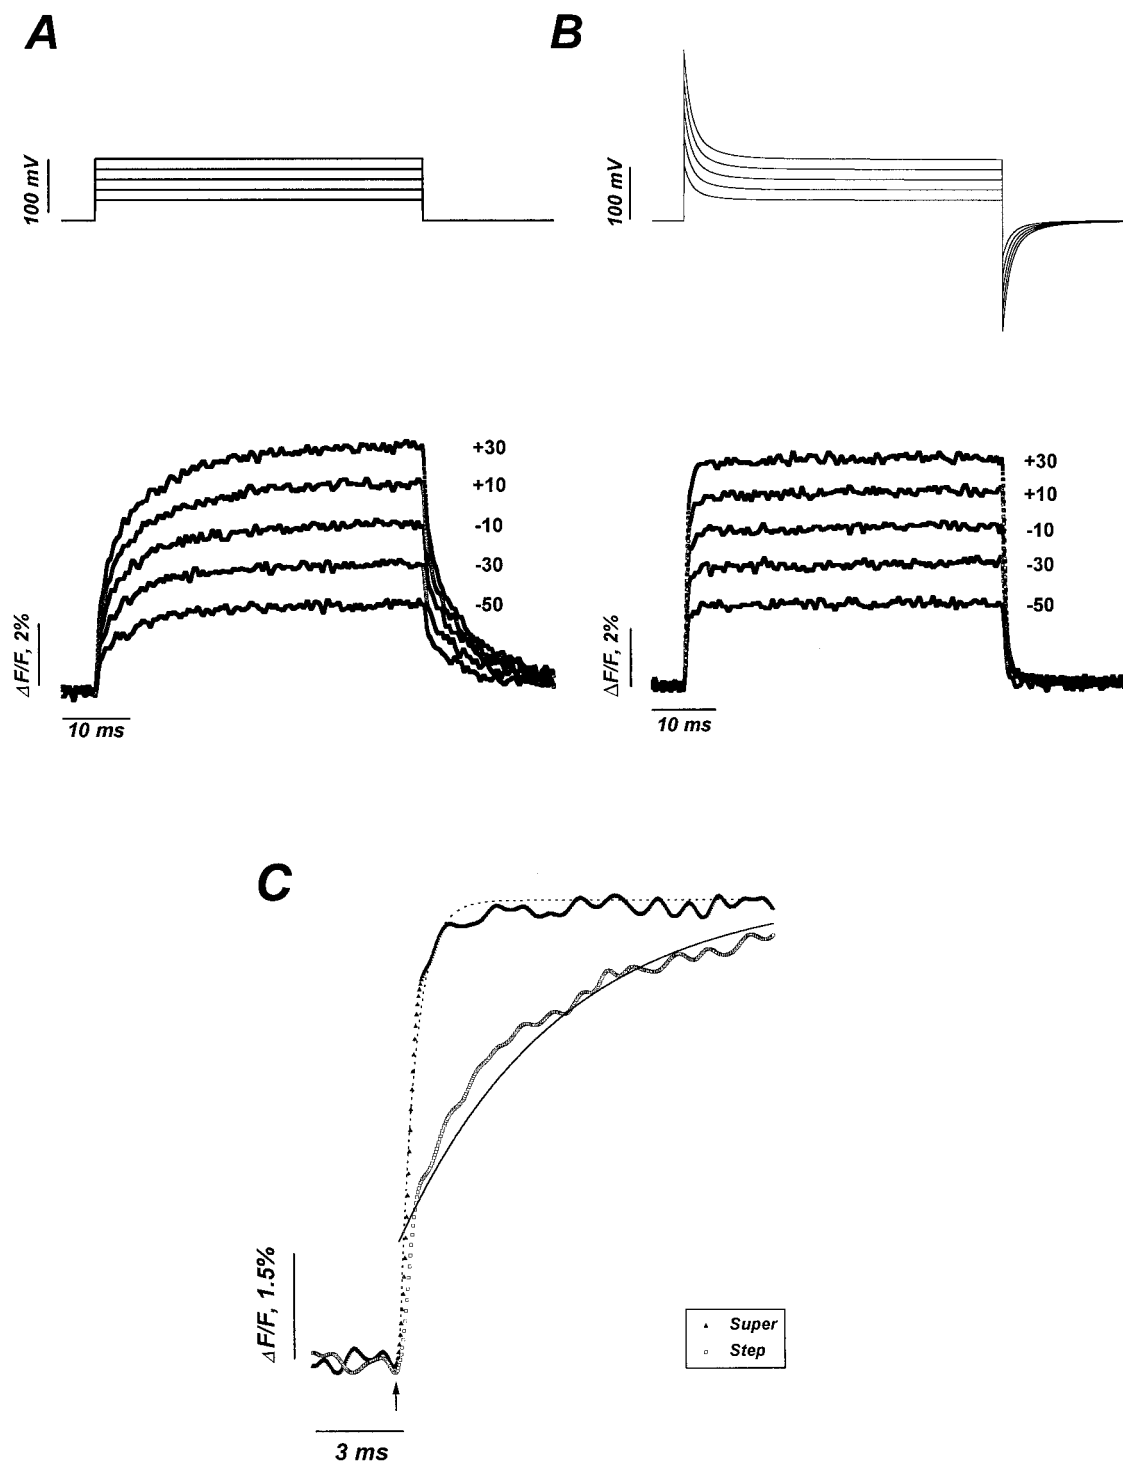 A
B
100 mV
100 mV
+30
+10
-10
-30
-50
ΔF/F, 2%
10 ms
+30
+10
-10
-30
-50
ΔF/F, 2%
10 ms
C
ΔF/F, 1.5%
3 ms
Super
Step